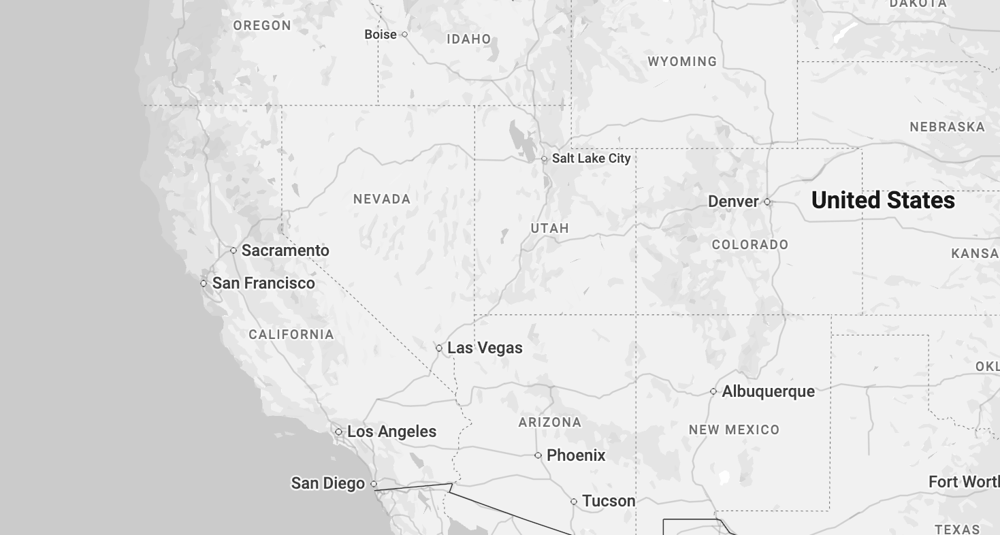 DAKOTA
OREGON
Boise
IDAHO
WYOMING
NEBRASKA
Salt Lake City
NEVADA
Denver
United States
UTAH
COLORADO
Sacramento
KANSA
San Francisco
CALIFORNIA
Las Vegas
OKL
Albuquerque
ARIZONA
NEW MEXICO
Los Angeles
Phoenix
San Diego
Fort Wort
Tucson
TEXAS